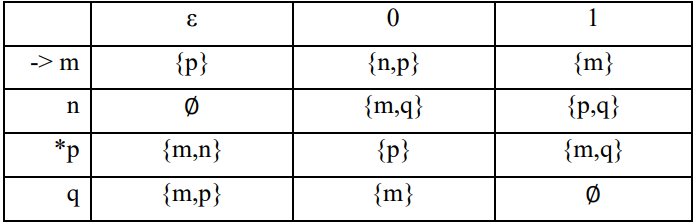 ε 0 1
-> m {p} {n,p} {m}
n ∅ {m,q} {p,q}
*p {m,n} {p} {m,q}
q {m,p} {m} ∅